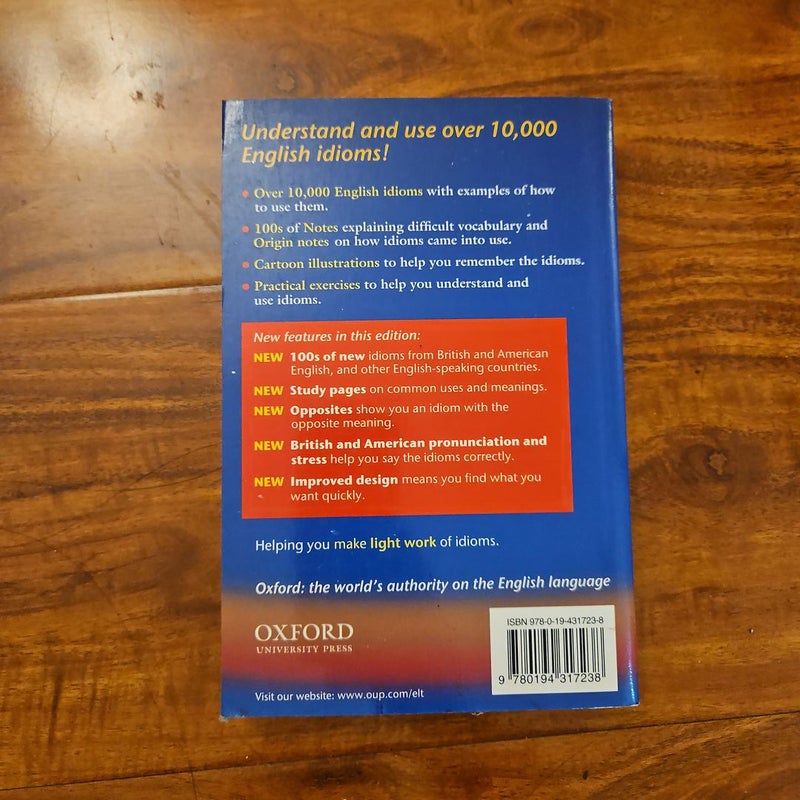 Understand and use over 10,000
English idioms!
• Over 10,000 English idioms with examples of how
to use them.
• 100s of Notes explaining difficult vocabulary and
Origin notes on how idioms came into use.
• Cartoon illustrations to help you remember the idioms.
• Practical exercises to help you understand and
use idioms.
New features in this edition:
NEW 100s of new idioms from British and American
English, and other English-speaking countries.
NEW Study pages on common uses and meanings.
NEW Opposites show you an idiom with the
opposite meaning.
NEW British and American pronunciation and
stress help you say the idioms correctly.
NEW Improved design means you find what you
want quickly.
Helping you make light work of idioms.
Oxford: the world's authority on the English language
OXFORD
UNIVERSITY PRESS
Visit our website: www.oup.com/elt
ISBN 978-0-19-431723-8
9 780194 317238